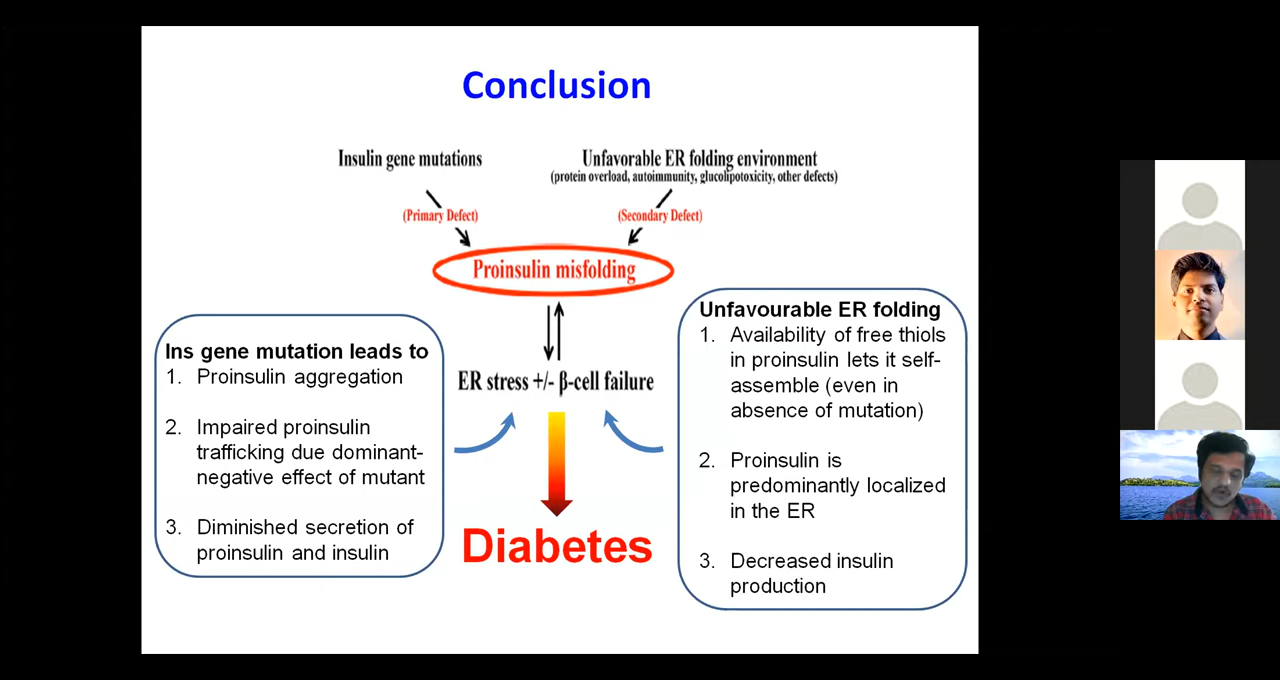 Conclusion
Insulin gene mutations
Unfavorable ER folding environment
(protein overload, autoimmunity, glucolipotoxicity, other defects)
(Primary Defect)
(Secondary Defect)
Proinsulin misfolding
ER stress +/- β-cell failure
Diabetes
Ins gene mutation leads to
1. Proinsulin aggregation
2. Impaired proinsulin
trafficking due dominant-
negative effect of mutant
3. Diminished secretion of
proinsulin and insulin
Unfavourable ER folding
1. Availability of free thiols
in proinsulin lets it self-
assemble (even in
absence of mutation)
2. Proinsulin is
predominantly localized
in the ER
3. Decreased insulin
production